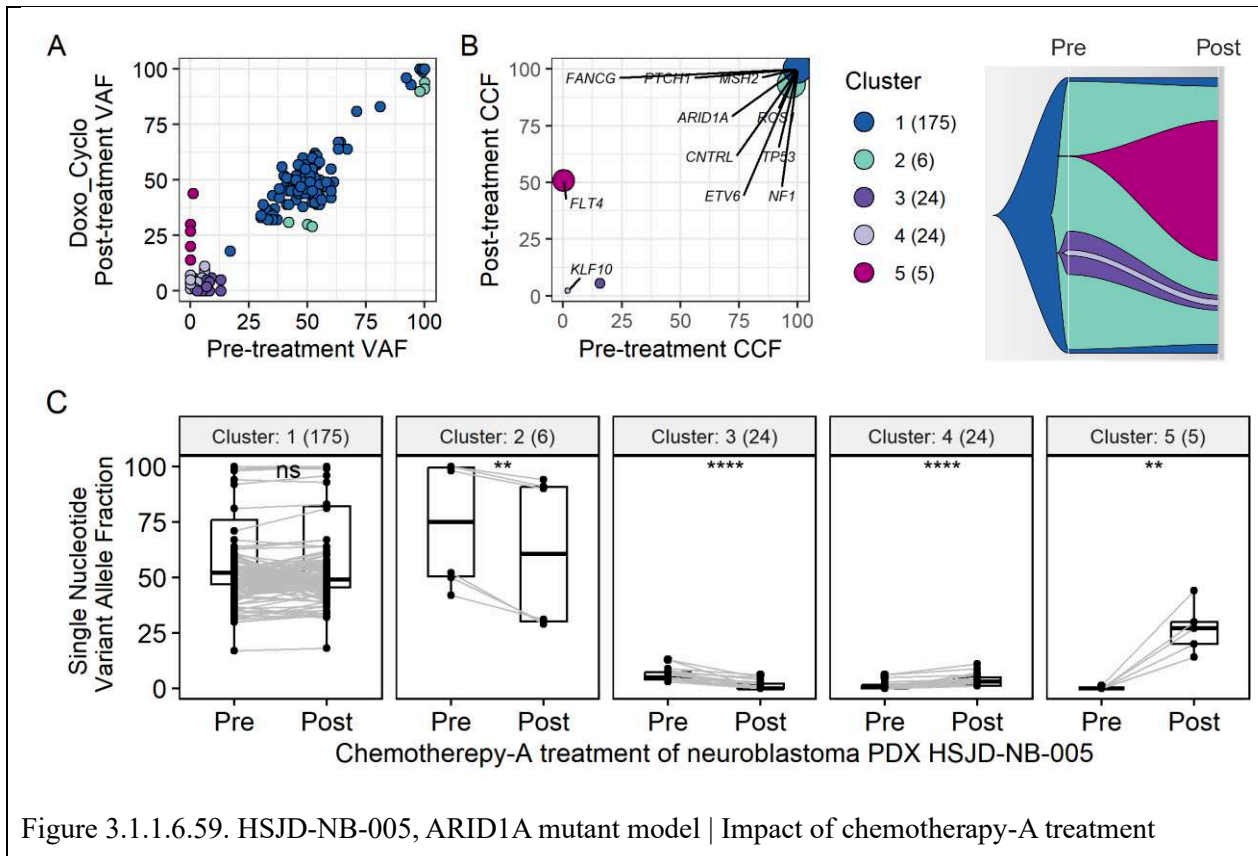 A
Doxo_Cyclo
Post-treatment VAF
100
75
50
25
0
0 25 50 75 100
Pre-treatment VAF
B
Post-treatment CCF
100
75
50
25
0
FANCG PTCH1 MSH2
ARID1A ROS1
CNTRL TP53
ETV6 NF1
FLT4
KLF10
0 25 50 75 100
Pre-treatment CCF
Cluster
1 (175)
2 (6)
3 (24)
4 (24)
5 (5)
Pre Post
C
Single Nucleotide
Variant Allele Fraction
100
75
50
25
0
Cluster: 1 (175) Cluster: 2 (6) Cluster: 3 (24) Cluster: 4 (24) Cluster: 5 (5)
ns ** **** **** **
Pre Post Pre Post Pre Post Pre Post Pre Post
Chemotherepy-A treatment of neuroblastoma PDX HSJD-NB-005
Figure 3.1.1.6.59. HSJD-NB-005, ARID1A mutant model | Impact of chemotherapy-A treatment